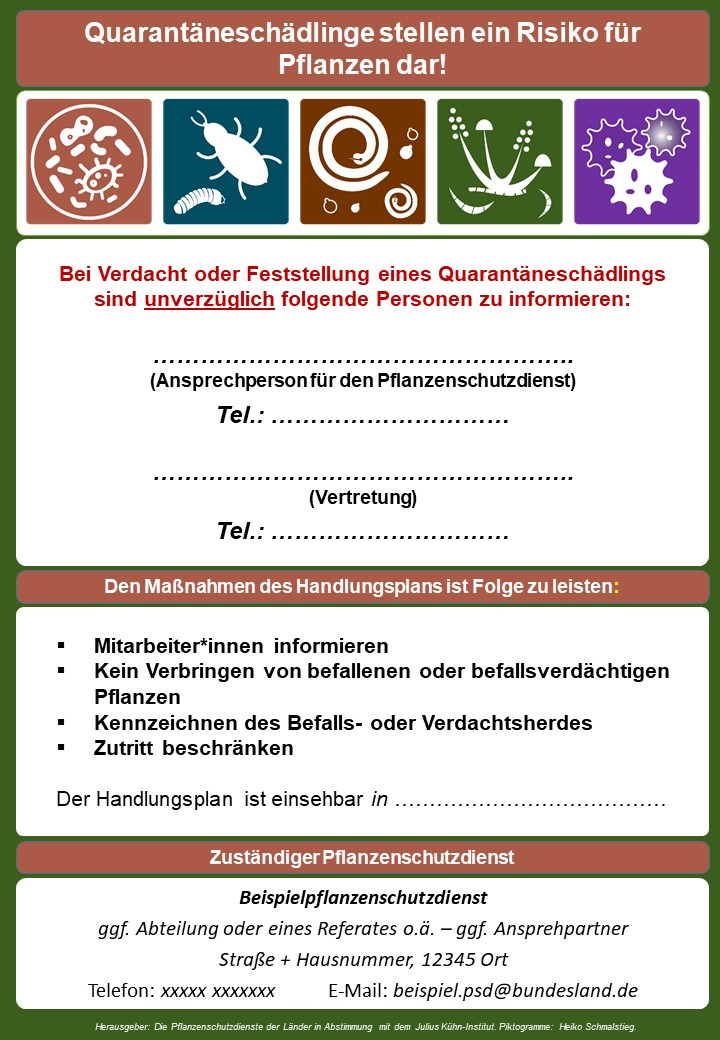 Quarantäneschädlinge stellen ein Risiko für
Pflanzen dar!
Bei Verdacht oder Feststellung eines Quarantäneschädlings
sind unverzüglich folgende Personen zu informieren:
……………………………………………..
(Ansprechperson für den Pflanzenschutzdienst)
Tel.: …………………………
……………………………………………..
(Vertretung)
Tel.: …………………………
Den Maßnahmen des Handlungsplans ist Folge zu leisten:
▪ Mitarbeiter*innen informieren
▪ Kein Verbringen von befallenen oder befallsverdächtigen
Pflanzen
▪ Kennzeichnen des Befalls- oder Verdachtsherdes
▪ Zutritt beschränken
Der Handlungsplan ist einsehbar in …………………………………
Zuständiger Pflanzenschutzdienst
Beispielpflanzenschutzdienst
ggf. Abteilung oder eines Referates o.ä. – ggf. Ansprehpartner
Straße + Hausnummer, 12345 Ort
Telefon: xxxxx xxxxxxx E-Mail: beispiel.psd@bundesland.de
Herausgeber: Die Pflanzenschutzdienste der Länder in Abstimmung mit dem Julius Kühn-Institut. Piktogramme: Heiko Schmalstieg.